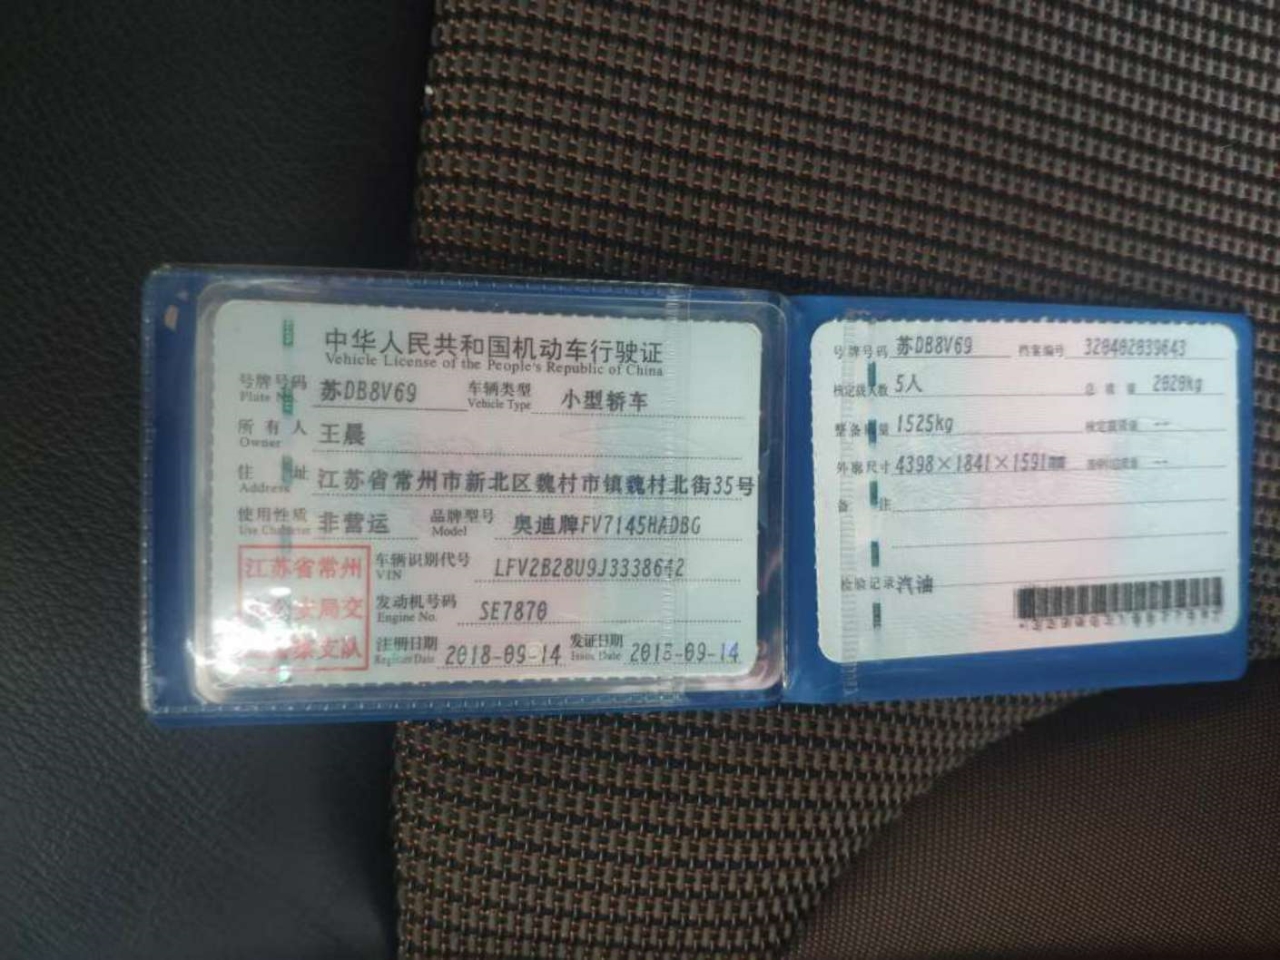 中华人民共和国机动车行驶证
Vehicle License of the People's Republic of China
号牌号码 苏DB8V69 车辆类型 小型轿车
Plate No. Vehicle Type
所有人 王晨
Owner
住址 江苏省常州市新北区魏村市镇魏村北街35号
Address
使用性质 非营运 品牌型号 奥迪牌FV7145HADBG
Use Character Model
江苏省常州 车辆识别代号 LFV2B28U9J3338642
VIN
安局交 发动机号码 SE7870
Engine No.
支队 注册日期 2018-09-14 发证日期 2018-09-14
Register Date Issue Date
号牌号码 苏DB8V69 档案编号 320402039643
核定载人数 5人 总质量 2020kg
整备质量 1525kg 核定载质量 --
外廓尺寸 4398×1841×1591 --
备注
检验记录 汽油